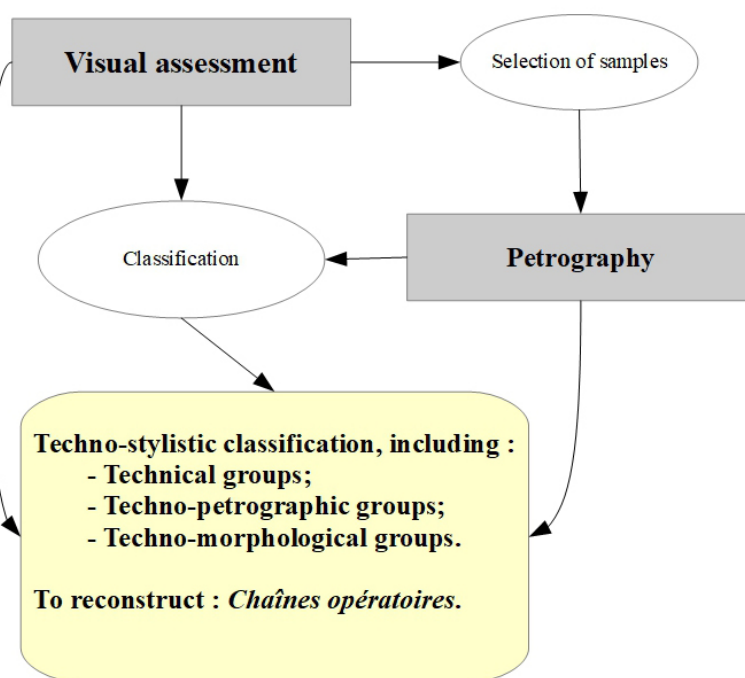 Visual assessment
Selection of samples
Classification
Petrography
Techno-stylistic classification, including :
- Technical groups;
- Techno-petrographic groups;
- Techno-morphological groups.
To reconstruct : Chaînes opératoires.